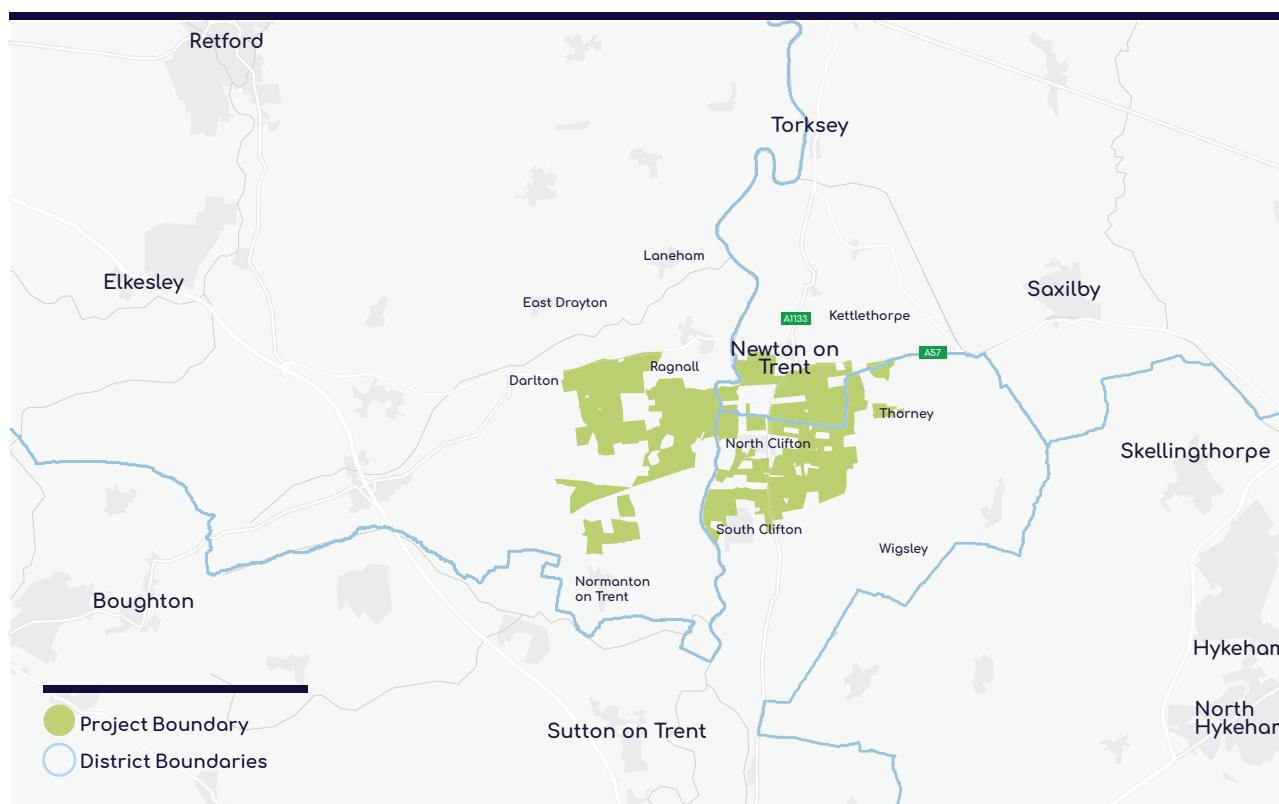 Retford
Torksey
Laneham
Elkesley
Saxilby
East Drayton
A1133
Kettlethorpe
Newton on
Trent
A57
Ragnall
Darlton
Thorney
North Clifton
Skellingthorpe
South Clifton
Wigsley
Normanton
on Trent
Boughton
Hykeham
North
Hykeham
Project Boundary
Sutton on Trent
District Boundaries